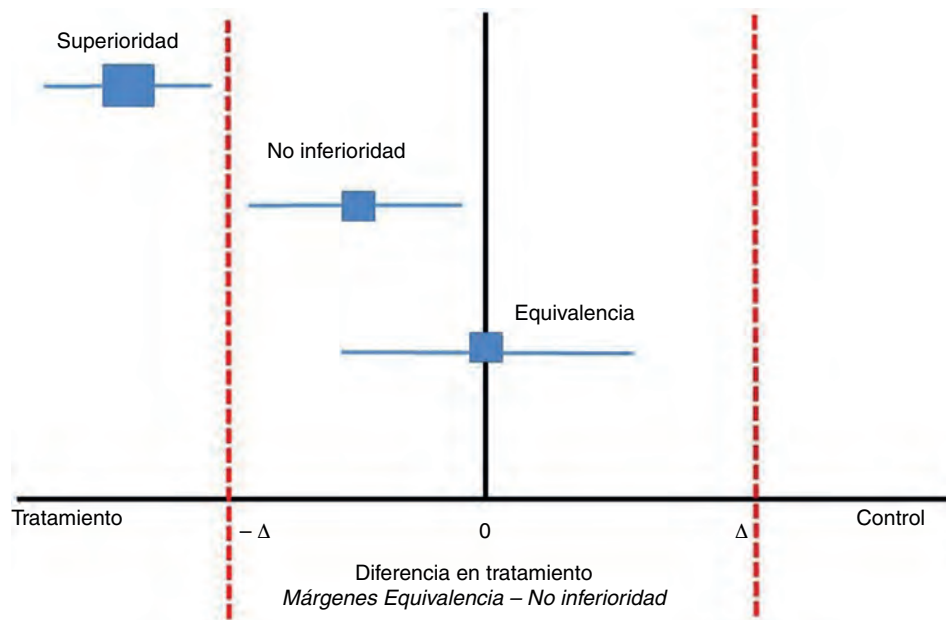 Superioridad
No inferioridad
Equivalencia
Tratamiento
– Δ
0
Δ
Control
Diferencia en tratamiento
Márgenes Equivalencia – No inferioridad